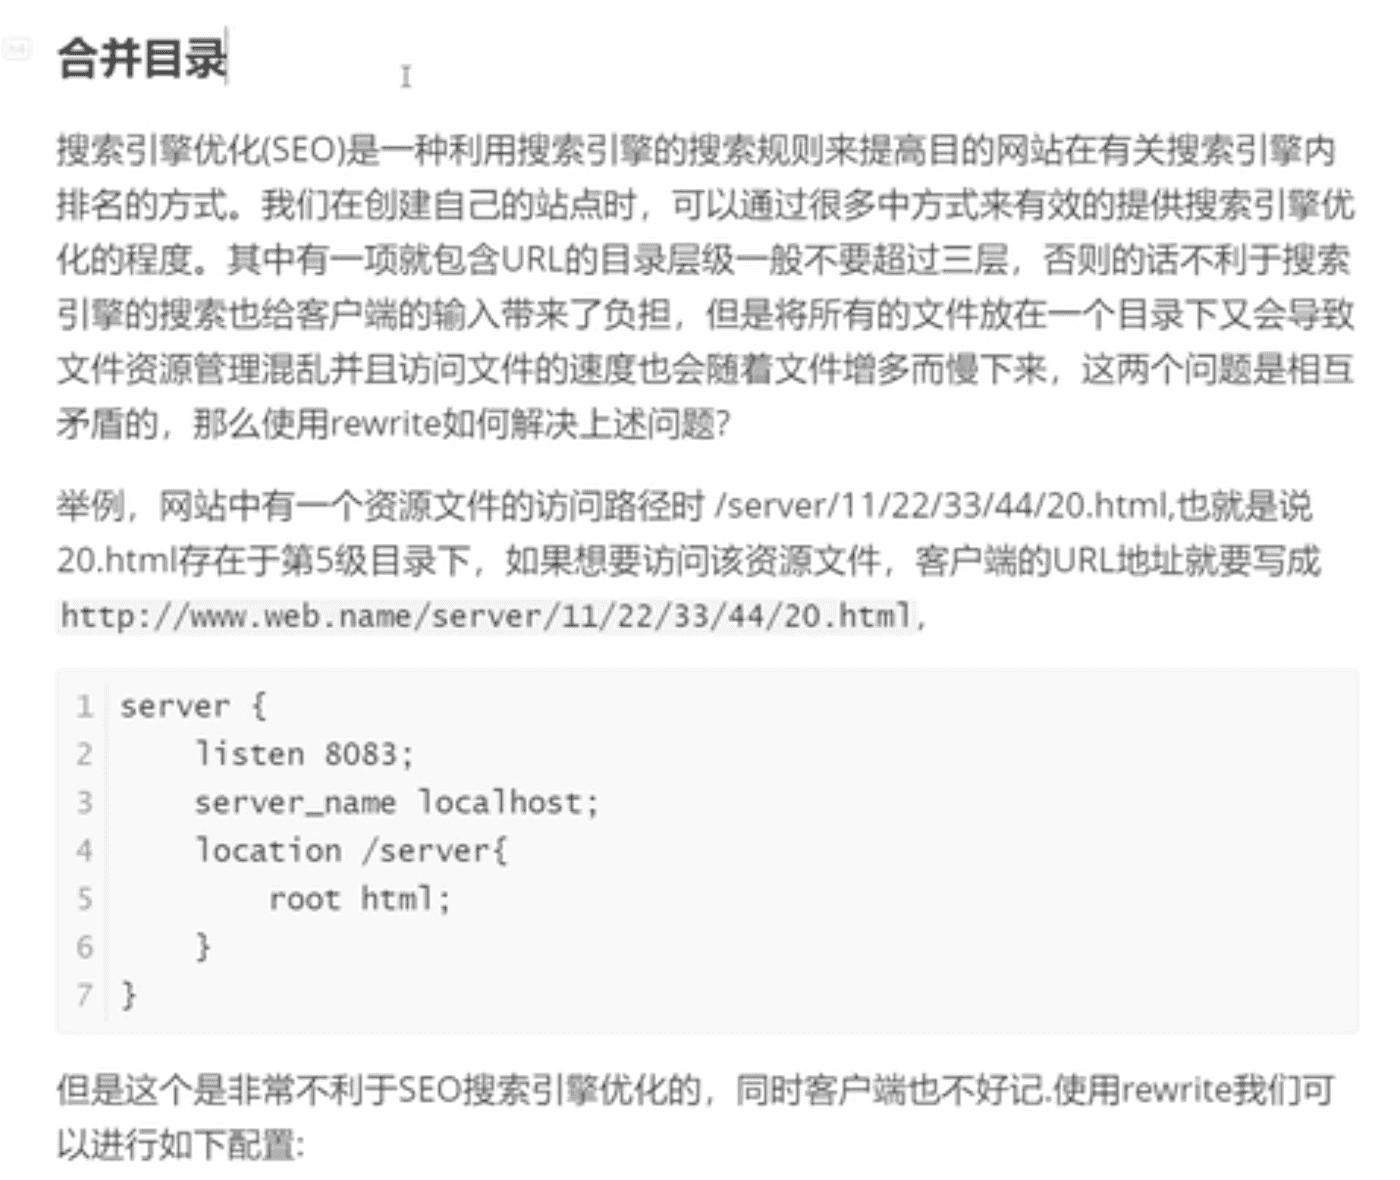 合并目录
搜索引擎优化(SEO)是一种利用搜索引擎的搜索规则来提高目的网站在有关搜索引擎内
排名的方式。我们在创建自己的站点时，可以通过很多中方式来有效的提供搜索引擎优
化的程度。其中有一项就包含URL的目录层级一般不要超过三层，否则的话不利于搜索
引擎的搜索也给客户端的输入带来了负担，但是将所有的文件放在一个目录下又会导致
文件资源管理混乱并且访问文件的速度也会随着文件增多而慢下来，这两个问题是相互
矛盾的，那么使用rewrite如何解决上述问题?
举例，网站中有一个资源文件的访问路径时 /server/11/22/33/44/20.html,也就是说
20.html存在于第5级目录下，如果想要访问该资源文件，客户端的URL地址就要写成
http://www.web.name/server/11/22/33/44/20.html,
1 server {
2     listen 8083;
3     server_name localhost;
4     location /server{
5         root html;
6     }
7 }
但是这个是非常不利于SEO搜索引擎优化的，同时客户端也不好记.使用rewrite我们可
以进行如下配置: